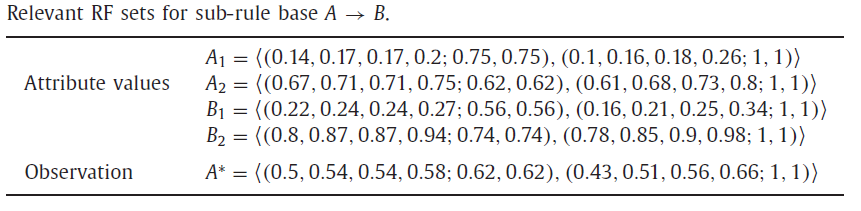 Relevant RF sets for sub-rule base A → B.
A₁ = ⟨(0.14, 0.17, 0.17, 0.2; 0.75, 0.75), (0.1, 0.16, 0.18, 0.26; 1, 1)⟩
Attribute values A₂ = ⟨(0.67, 0.71, 0.71, 0.75; 0.62, 0.62), (0.61, 0.68, 0.73, 0.8; 1, 1)⟩
B₁ = ⟨(0.22, 0.24, 0.24, 0.27; 0.56, 0.56), (0.16, 0.21, 0.25, 0.34; 1, 1)⟩
B₂ = ⟨(0.8, 0.87, 0.87, 0.94; 0.74, 0.74), (0.78, 0.85, 0.9, 0.98; 1, 1)⟩
Observation A* = ⟨(0.5, 0.54, 0.54, 0.58; 0.62, 0.62), (0.43, 0.51, 0.56, 0.66; 1, 1)⟩